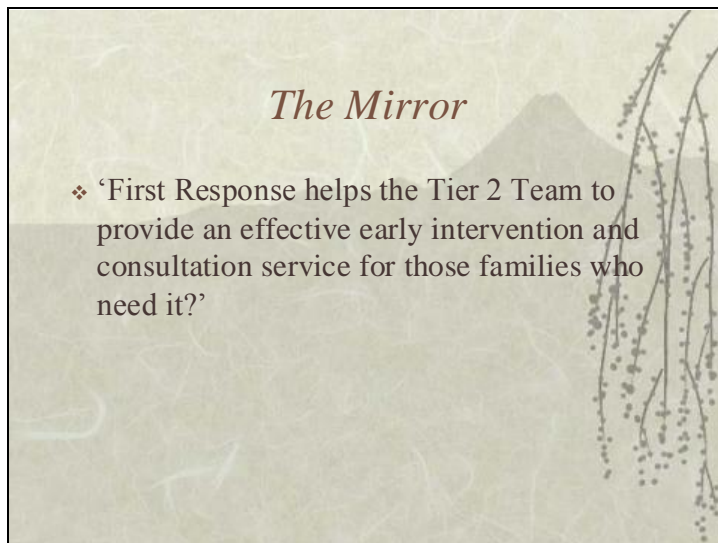 The Mirror
❖ ‘First Response helps the Tier 2 Team to
provide an effective early intervention and
consultation service for those families who
need it?’